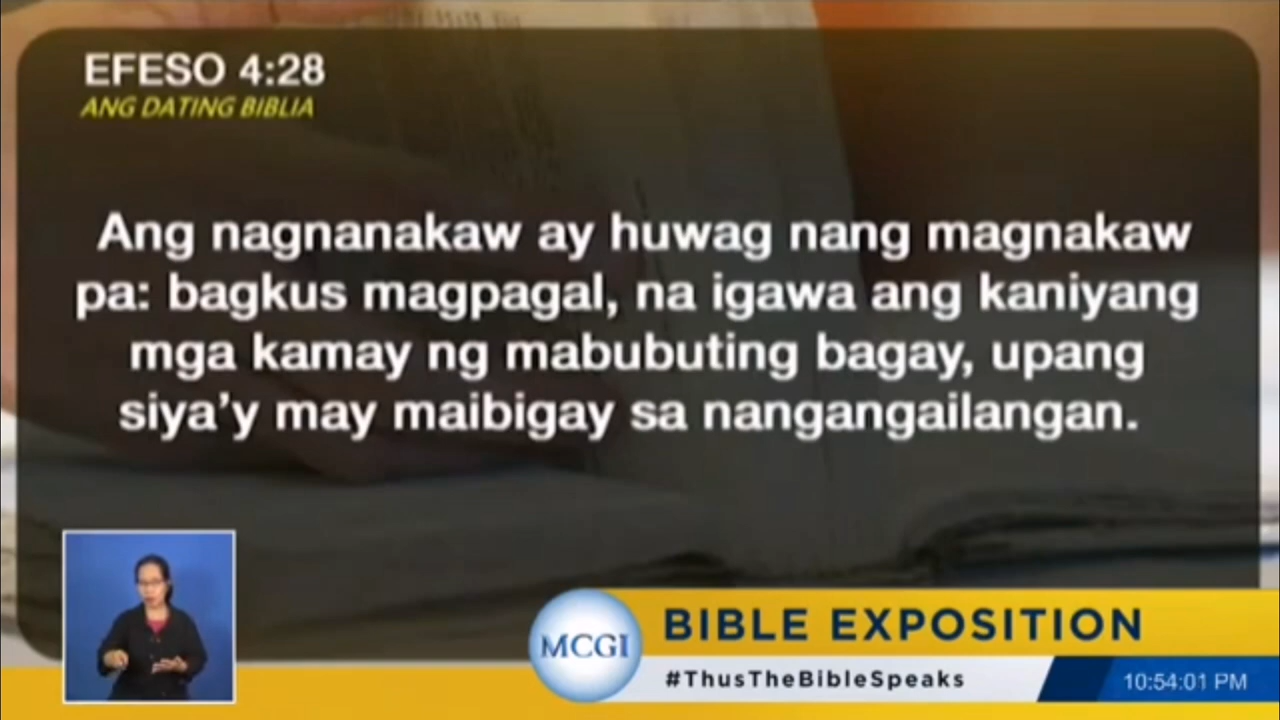 EFESO 4:28
ANG DATING BIBLIA
Ang nagnanakaw ay huwag nang magnakaw
pa: bagkus magpagal, na igawa ang kaniyang
mga kamay ng mabubuting bagay, upang
siya'y may maibigay sa nangangailangan.
MCGI
BIBLE EXPOSITION
#ThusTheBibleSpeaks
10:54:01 PM